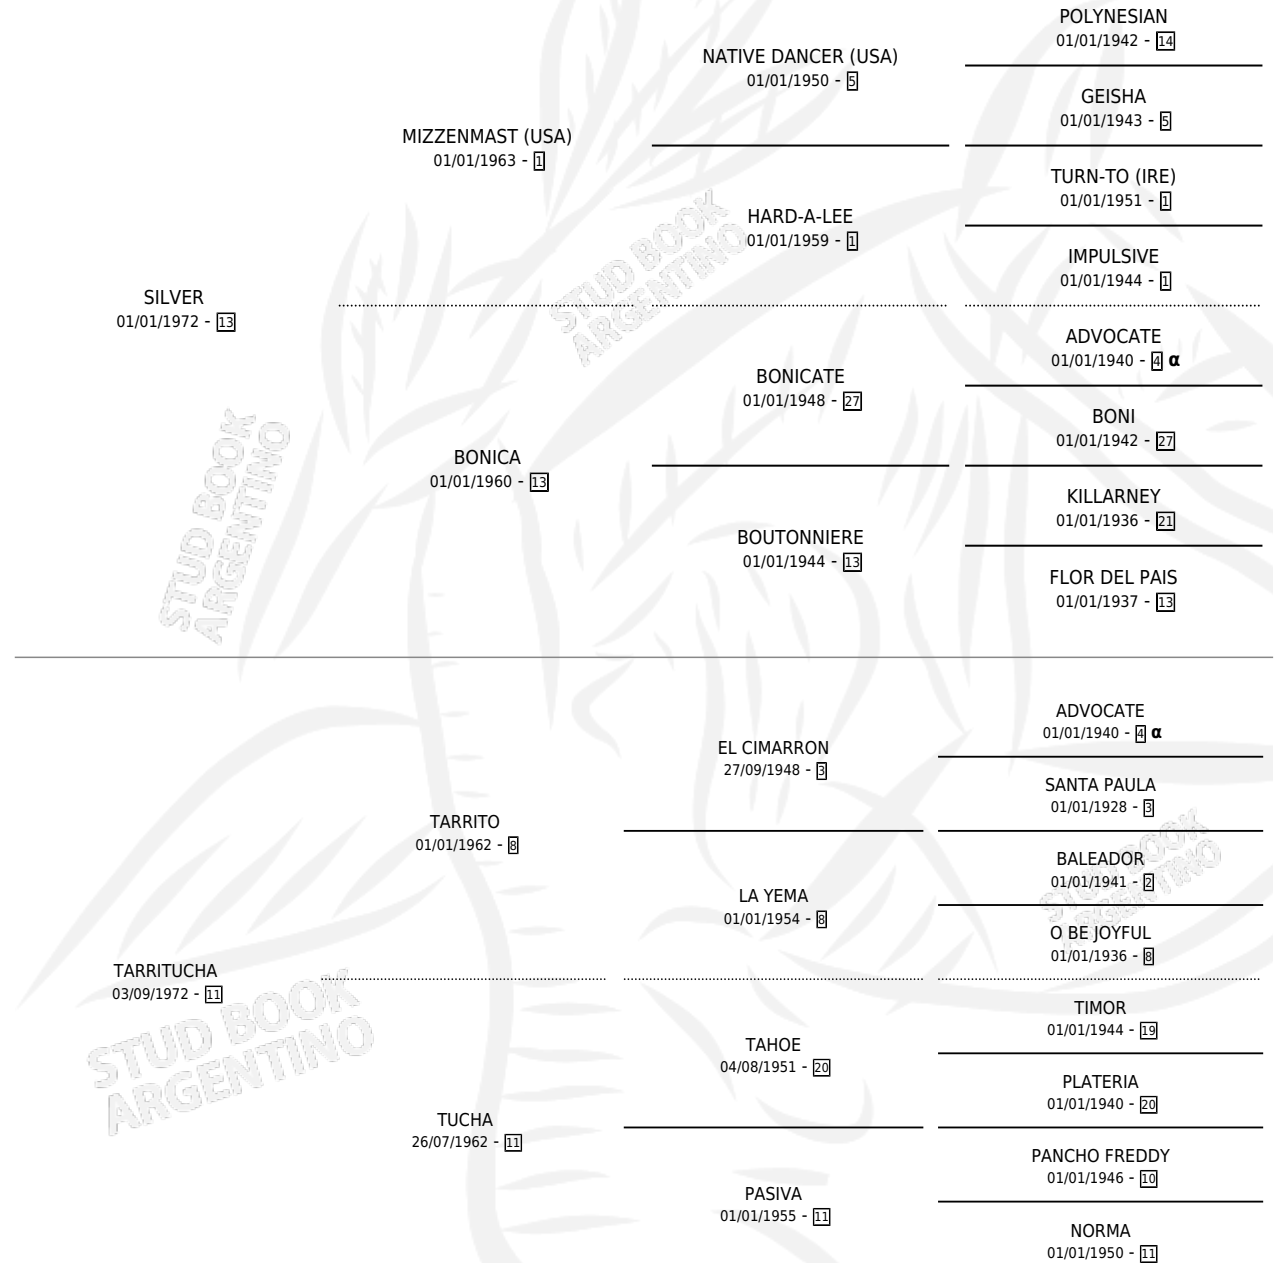 POLYNESIAN
01/01/1942 - 14
NATIVE DANCER (USA)
01/01/1950 - 5
GEISHA
01/01/1943 - 5
MIZZENMAST (USA)
01/01/1963 - 1
TURN-TO (IRE)
01/01/1951 - 1
HARD-A-LEE
01/01/1959 - 1
IMPULSIVE
01/01/1944 - 1
SILVER
01/01/1972 - 13
ADVOCATE
01/01/1940 - 4 α
BONICATE
01/01/1948 - 27
BONI
01/01/1942 - 27
BONICA
01/01/1960 - 13
KILLARNEY
01/01/1936 - 21
BOUTONNIERE
01/01/1944 - 13
FLOR DEL PAIS
01/01/1937 - 13
ADVOCATE
01/01/1940 - 4 α
EL CIMARRON
27/09/1948 - 3
SANTA PAULA
01/01/1928 - 3
TARRITO
01/01/1962 - 8
BALEADOR
01/01/1941 - 2
LA YEMA
01/01/1954 - 8
O BE JOYFUL
01/01/1936 - 8
TARRITUCHA
03/09/1972 - 11
TIMOR
01/01/1944 - 19
TAHOE
04/08/1951 - 20
PLATERIA
01/01/1940 - 20
TUCHA
26/07/1962 - 11
PANCHO FREDDY
01/01/1946 - 10
PASIVA
01/01/1955 - 11
NORMA
01/01/1950 - 11
STUD BOOK
ARGENTINO
STUD BOOK
ARGENTINO
STUD BOOK
ARGENTINO
STUD BOOK
ARGENTINO